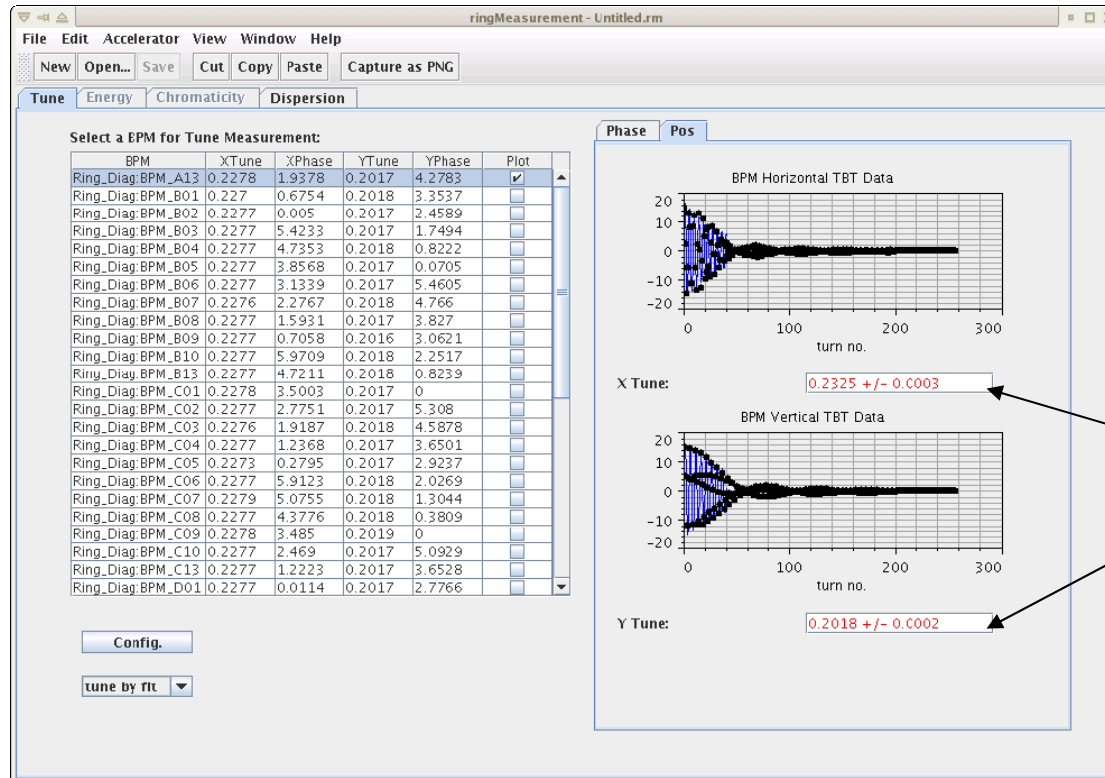 ringMeasurement - Untitled.rm
File Edit Accelerator View Window Help
New Open... Save Cut Copy Paste Capture as PNG
Tune Energy Chromaticity Dispersion
Select a BPM for Tune Measurement:
BPM XTune XPhase YTune YPhase Plot
Ring_Diag:BPM_A13 0.2278 1.9378 0.2017 4.2783
Ring_Diag:BPM_B01 0.227 0.6754 0.2018 3.3537
Ring_Diag:BPM_B02 0.2277 0.005 0.2017 2.4589
Ring_Diag:BPM_B03 0.2277 5.4233 0.2017 1.7494
Ring_Diag:BPM_B04 0.2277 4.7353 0.2018 0.8222
Ring_Diag:BPM_B05 0.2277 3.8568 0.2017 0.0705
Ring_Diag:BPM_B06 0.2277 3.1339 0.2017 5.4605
Ring_Diag:BPM_B07 0.2276 2.2767 0.2018 4.766
Ring_Diag:BPM_B08 0.2277 1.5931 0.2017 3.827
Ring_Diag:BPM_B09 0.2277 0.7058 0.2016 3.0621
Ring_Diag:BPM_B10 0.2277 5.9709 0.2018 2.2517
Ring_Diag:BPM_B13 0.2277 4.7211 0.2018 0.8239
Ring_Diag:BPM_C01 0.2278 3.5003 0.2017 0
Ring_Diag:BPM_C02 0.2277 2.7751 0.2017 5.308
Ring_Diag:BPM_C03 0.2276 1.9187 0.2018 4.5878
Ring_Diag:BPM_C04 0.2277 1.2368 0.2017 3.6501
Ring_Diag:BPM_C05 0.2273 0.2795 0.2017 2.9237
Ring_Diag:BPM_C06 0.2277 5.9123 0.2018 2.0269
Ring_Diag:BPM_C07 0.2279 5.0755 0.2018 1.3044
Ring_Diag:BPM_C08 0.2277 4.3776 0.2018 0.3809
Ring_Diag:BPM_C09 0.2278 3.485 0.2019 0
Ring_Diag:BPM_C10 0.2277 2.469 0.2017 5.0929
Ring_Diag:BPM_C13 0.2277 1.2223 0.2017 3.6528
Ring_Diag:BPM_D01 0.2277 0.0114 0.2017 2.7766
Config.
tune by fit
Phase Pos
BPM Horizontal TBT Data
20
10
0
-10
-20
0 100 200 300
turn no.
X Tune: 0.2325 +/- 0.0003
BPM Vertical TBT Data
20
10
0
-10
-20
0 100 200 300
turn no.
Y Tune: 0.2018 +/- 0.0002